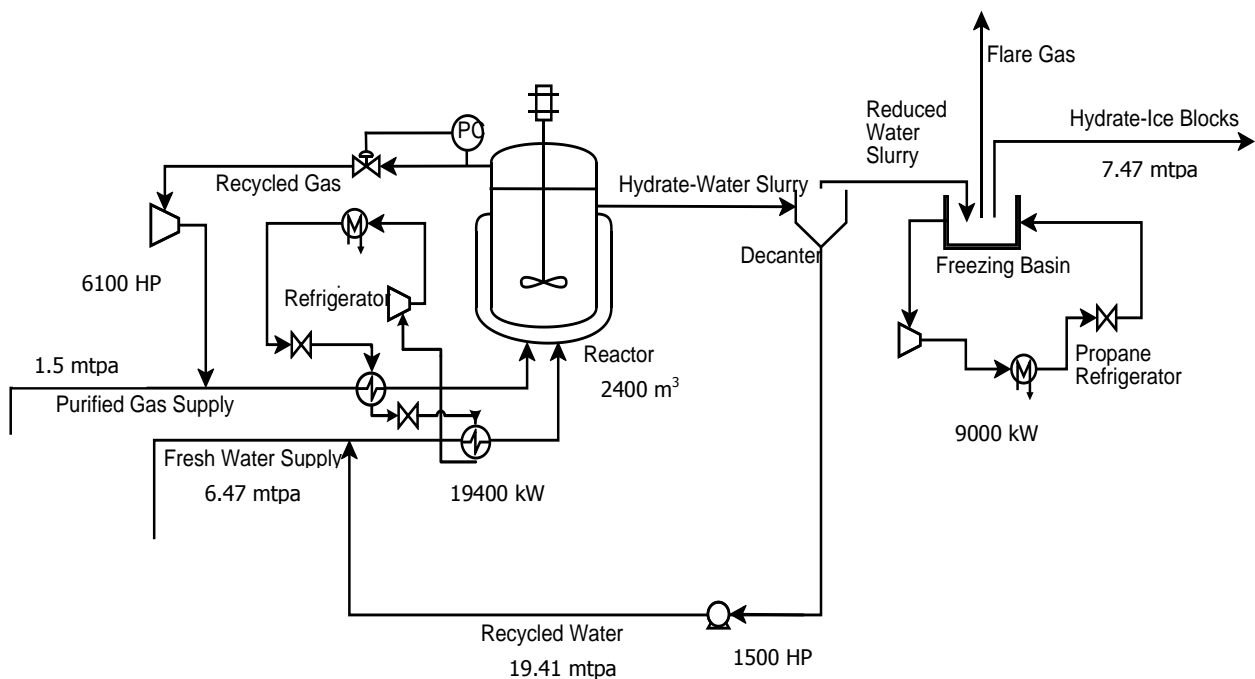 Flare Gas
Reduced
Water
Slurry
Hydrate-Ice Blocks
7.47 mtpa
PC
Recycled Gas
Hydrate-Water Slurry
Decanter
Freezing Basin
6100 HP
Refrigerator
1.5 mtpa
Purified Gas Supply
Reactor
2400 m³
Propane
Refrigerator
9000 kW
Fresh Water Supply
6.47 mtpa
19400 kW
Recycled Water
19.41 mtpa
1500 HP
M
M